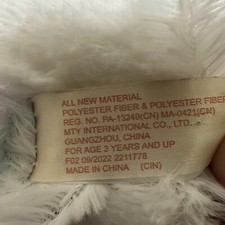 ALL NEW MATERIAL
POLYESTER FIBER & POLYESTER FIBER
REG. NO. PA-13249(CN) MA-0421(CN)
MTY INTERNATIONAL CO., LTD..
GUANGZHOU, CHINA
FOR AGE 3 YEARS AND UP
F02 09/2022 2211778
MADE IN CHINA (CIN)